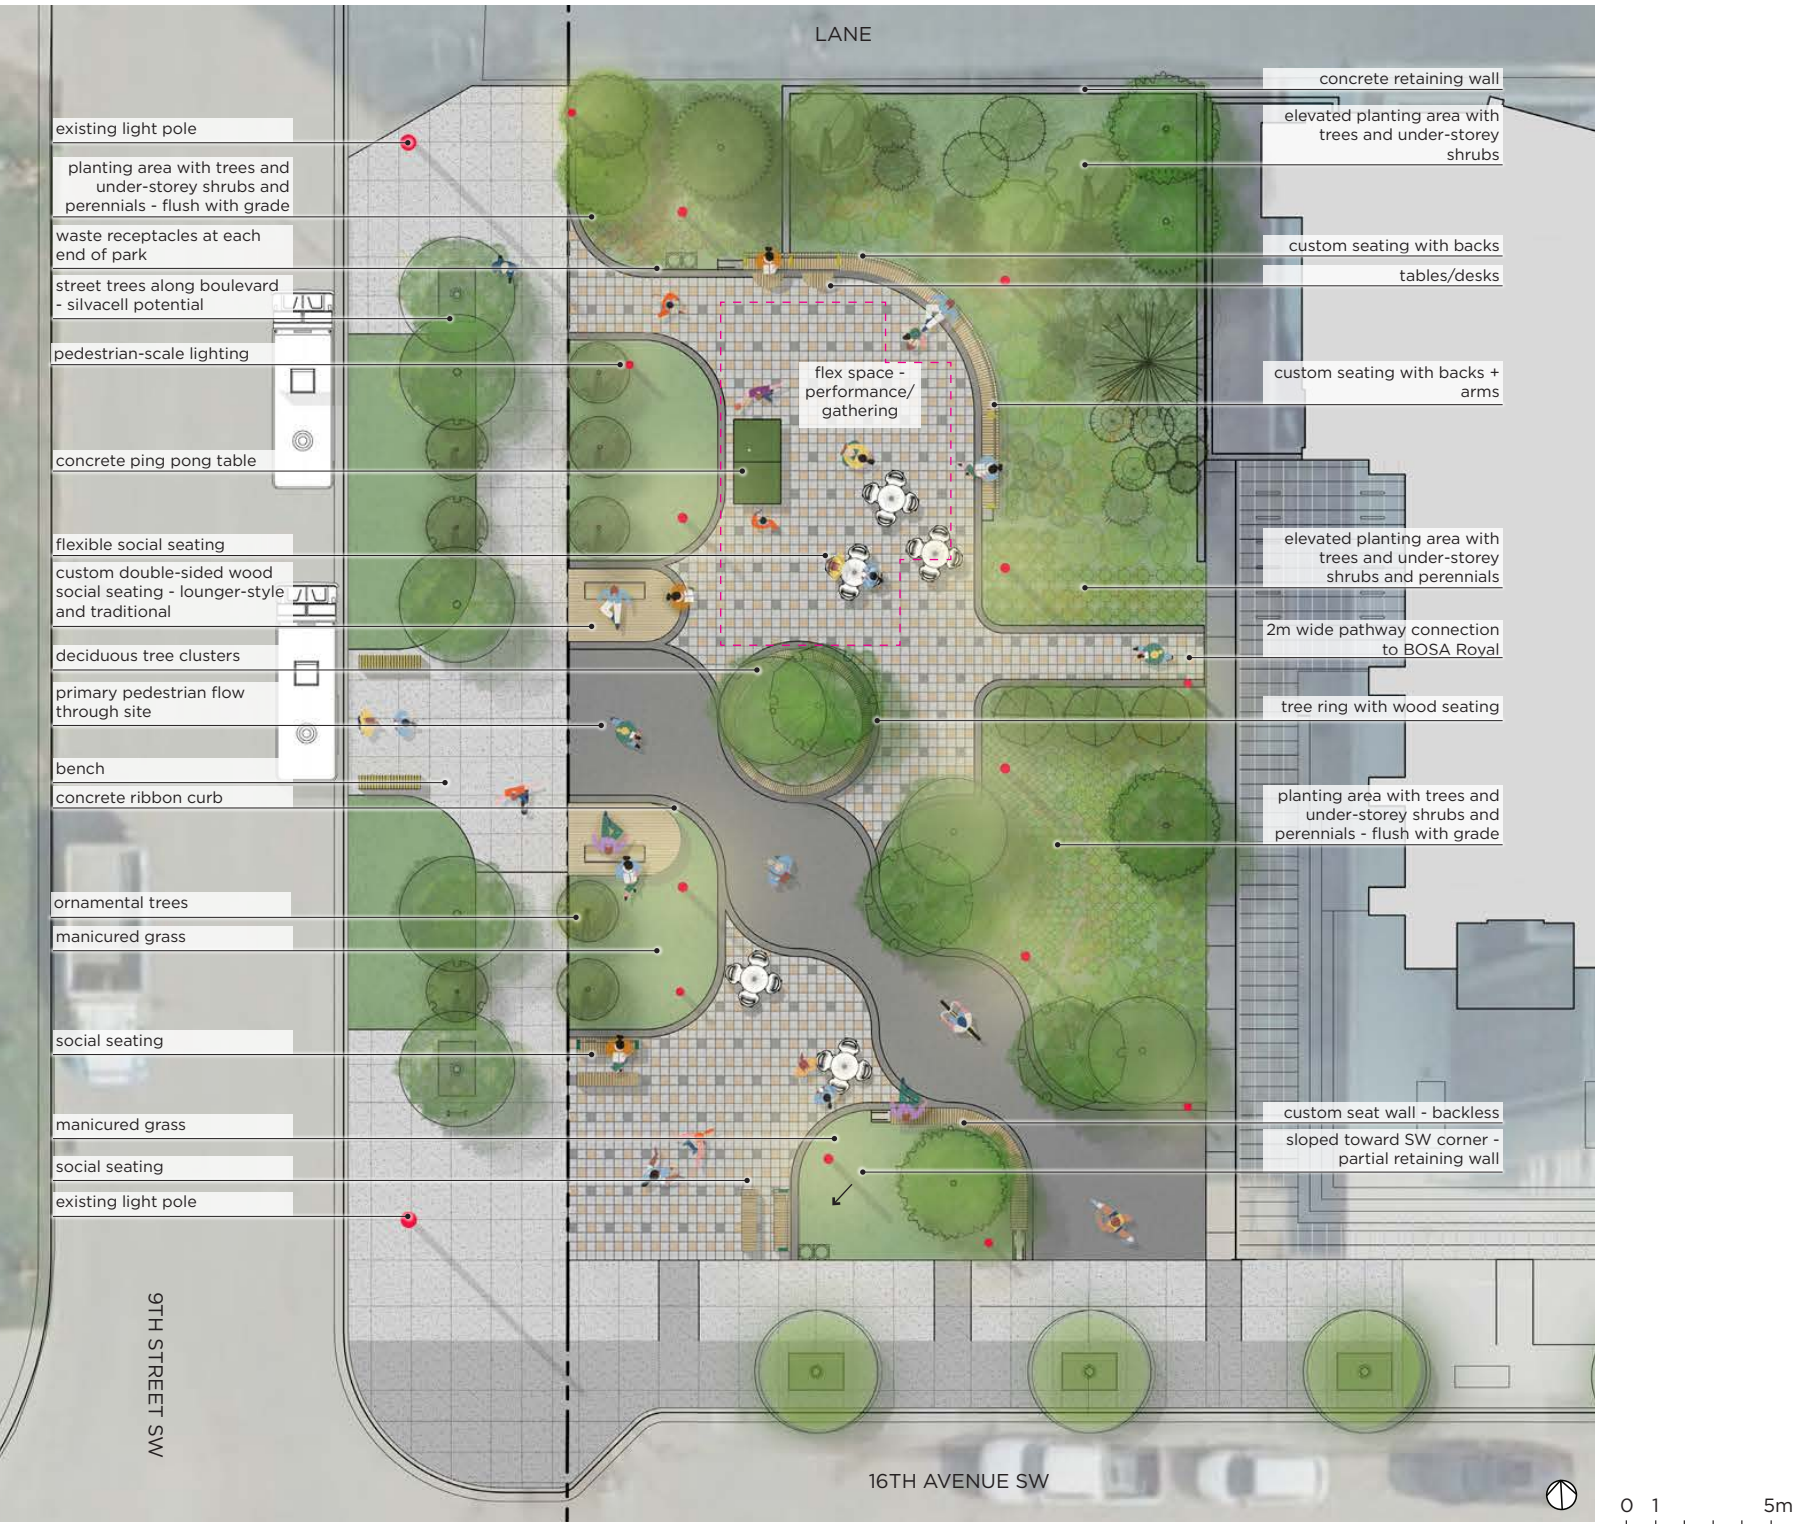 LANE
existing light pole
planting area with trees and
under-storey shrubs and
perennials - flush with grade
waste receptacles at each
end of park
street trees along boulevard
- silvacell potential
pedestrian-scale lighting
concrete ping pong table
flexible social seating
custom double-sided wood
social seating - lounger-style
and traditional
deciduous tree clusters
primary pedestrian flow
through site
bench
concrete ribbon curb
ornamental trees
manicured grass
social seating
manicured grass
social seating
existing light pole
flex space -
performance/
gathering
concrete retaining wall
elevated planting area with
trees and under-storey
shrubs
custom seating with backs
tables/desks
custom seating with backs +
arms
elevated planting area with
trees and under-storey
shrubs and perennials
2m wide pathway connection
to BOSA Royal
tree ring with wood seating
planting area with trees and
under-storey shrubs and
perennials - flush with grade
custom seat wall - backless
sloped toward SW corner -
partial retaining wall
9TH STREET SW
16TH AVENUE SW
0 1 5m